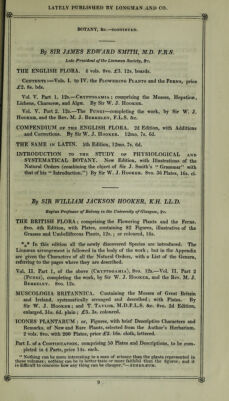 LATELY PUBLISHED BY LONGMAN AND CO.
BOTANY, &c.—CONTINUED.
By SIR JAMES EDWARD SMITH, M.D. F.R.S.
Late President of the Linnæan Society, &c.
THE ENGLISH FLORA. 6 vols. 8vo. £3. 12s. boards.
CONTENTS:—Vols. I. to IV. the FLOWERING PLANTS and the FERNS, price
£2. 8s. bds.
Vol. V. Part 1, 12s.—CRYPTOGAMIA; comprising the Mosses, Hepaticæ,
Lichens, Characeæ, and Algæ. By Sir W. J. HOOKER.
Vol. V. Part 2, 12s.—The FUNGI—completing the work, by Sir W. J.
HOOKER, and the Rev. M. J. BERKELEY, F.L.S. &c.
COMPENDIUM OF THE ENGLISH FLORA. 2d Edition, with Additions
and Corrections. By Sir W. J. HOOKER. 12mo. 7s. 6d.
THE SAME IN LATIN. 5th Edition, 12mo. 7s. 6d.
INTRODUCTION TO THE STUDY OF PHYSIOLOGICAL AND
SYSTEMATICAL BOTANY. New Edition, with Illustrations of the
Natural Orders (combining the object of Sir J. Smith's "Grammar" with
that of his "Introduction.") By Sir W. J. HOOKER. 8vo. 36 Plates, 16s. cl.
By SIR WILLIAM JACKSON HOOKER, K.H. LL.D.
Regius Professor of Botany in the University of Glasgow, &c.
THE BRITISH FLORA; comprising the Flowering Plants and the Ferns.
8vo. 4th Edition, with Plates, containing 82 Figures, illustrative of the
Grasses and Umbelliferous Plants, 12s.; or coloured, 16s.
*** In this edition all the newly discovered Species are introduced. The
Linnæan arrangement is followed in the body of the work; but in the Appendix
are given the Characters of all the Natural Orders, with a List of the Genera,
referring to the pages where they are described.
Vol. II. Part 1, of the above (CRYPTOGAMIA), 8vo. 12s.—Vol. II. Part 2
(FUNGI), completing the work, by Sir W. J. HOOKER, and the Rev. M. J.
BERKELEY. 8vo. 12s.
MUSCOLOGIA BRITANNICA. Containing the Mosses of Great Britain
and Ireland, systematically arranged and described; with Plates. By
Sir W. J. HOOKER; and T. TAYLOR, M.D.F.L.S. &c. 8vo. 2d Edition,
enlarged, 31s. 6d. plain; £3. 3s. coloured.
ICONES PLANTARUM; or, Figures, with brief Descriptive Characters and
Remarks, of New and Rare Plants, selected from the Author's Herbarium.
2 vols. 8vo. with 200 Plates, price £2. 16s. cloth, lettered.
Part I. of a CONTINUATION, comprising 50 Plates and Descriptions, to be com-
pleted in 4 Parts, price 14s. each.
" Nothing can be more interesting to a man of science than the plants represented in
these volumes; nothing can be in better taste or more faithful than the figures; and it
is difficult to conceive how any thing can be cheaper."—
9